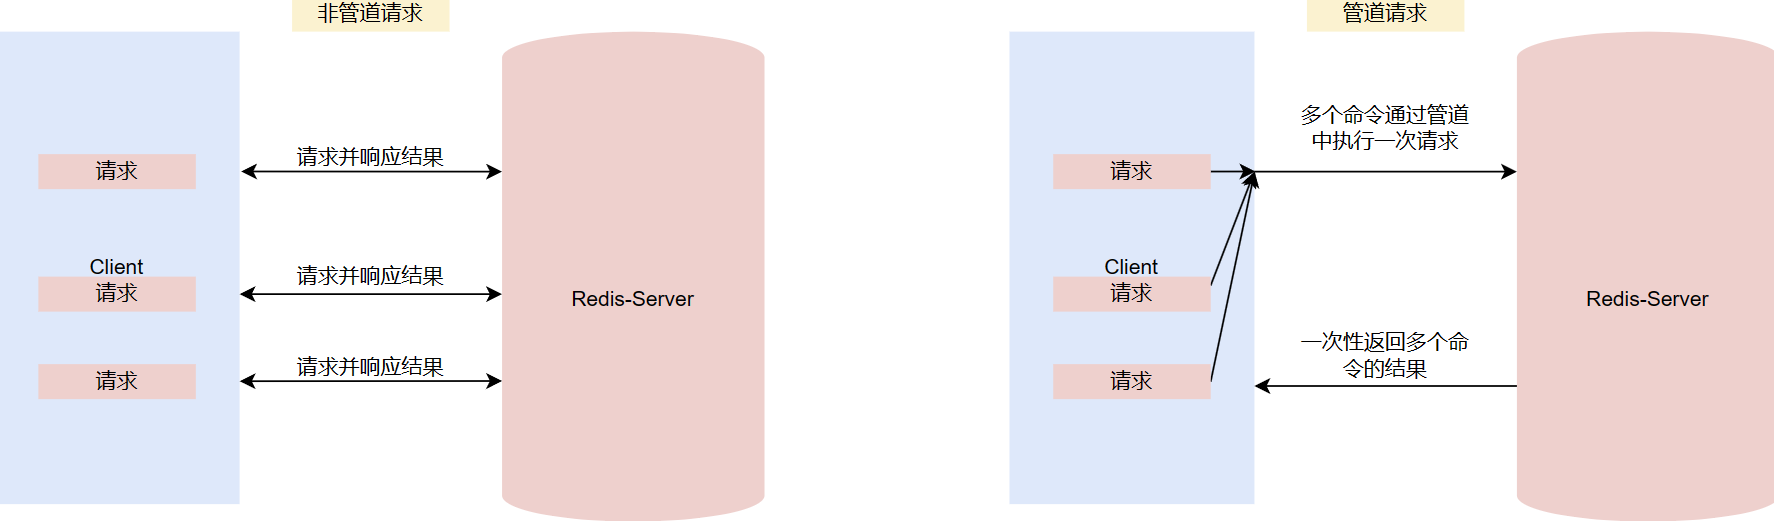 非管道请求
请求
请求并响应结果
Client
请求
请求并响应结果
请求
请求并响应结果
Redis-Server
管道请求
多个命令通过管道
中执行一次请求
请求
Client
请求
一次性返回多个命
令的结果
请求
Redis-Server